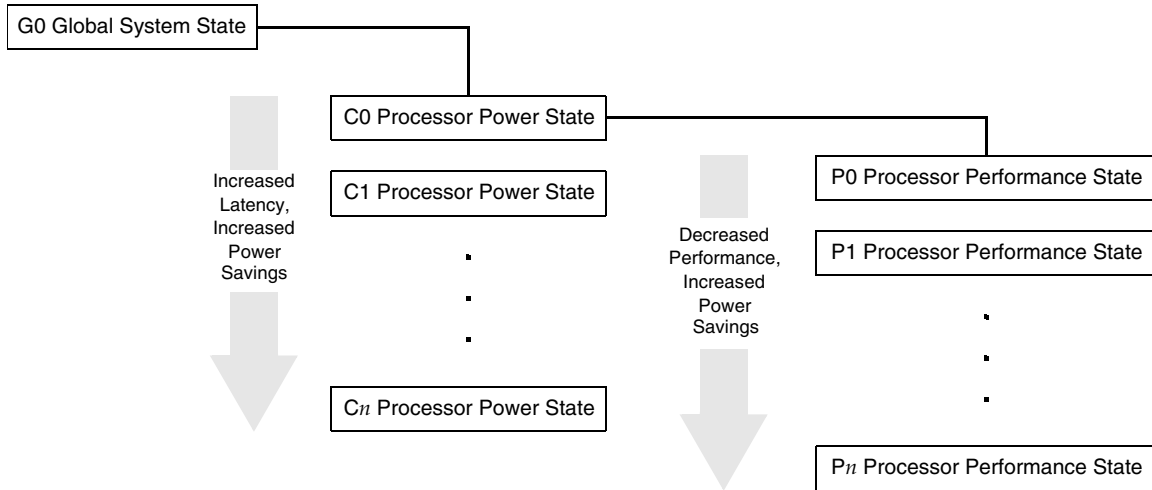 G0 Global System State
C0 Processor Power State
C1 Processor Power State
Cn Processor Power State
Increased
Latency,
Increased
Power
Savings
P0 Processor Performance State
P1 Processor Performance State
Pn Processor Performance State
Decreased
Performance,
Increased
Power
Savings